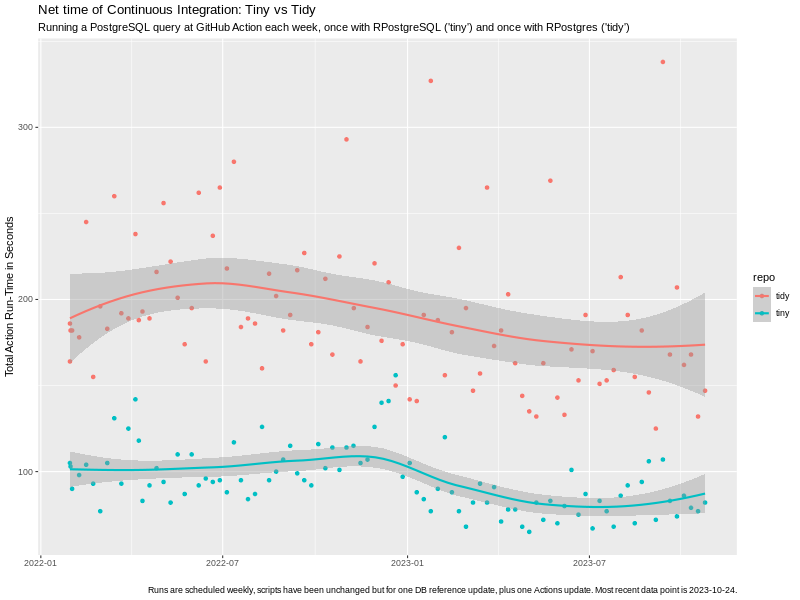 Net time of Continuous Integration: Tiny vs Tidy
Running a PostgreSQL query at GitHub Action each week, once with RPostgreSQL ('tiny') and once with RPostgres ('tidy')
Total Action Run-Time in Seconds
300
200
100
2022-01
2022-07
2023-01
2023-07
repo
tidy
tiny
Runs are scheduled weekly, scripts have been unchanged but for one DB reference update, plus one Actions update. Most recent data point is 2023-10-24.